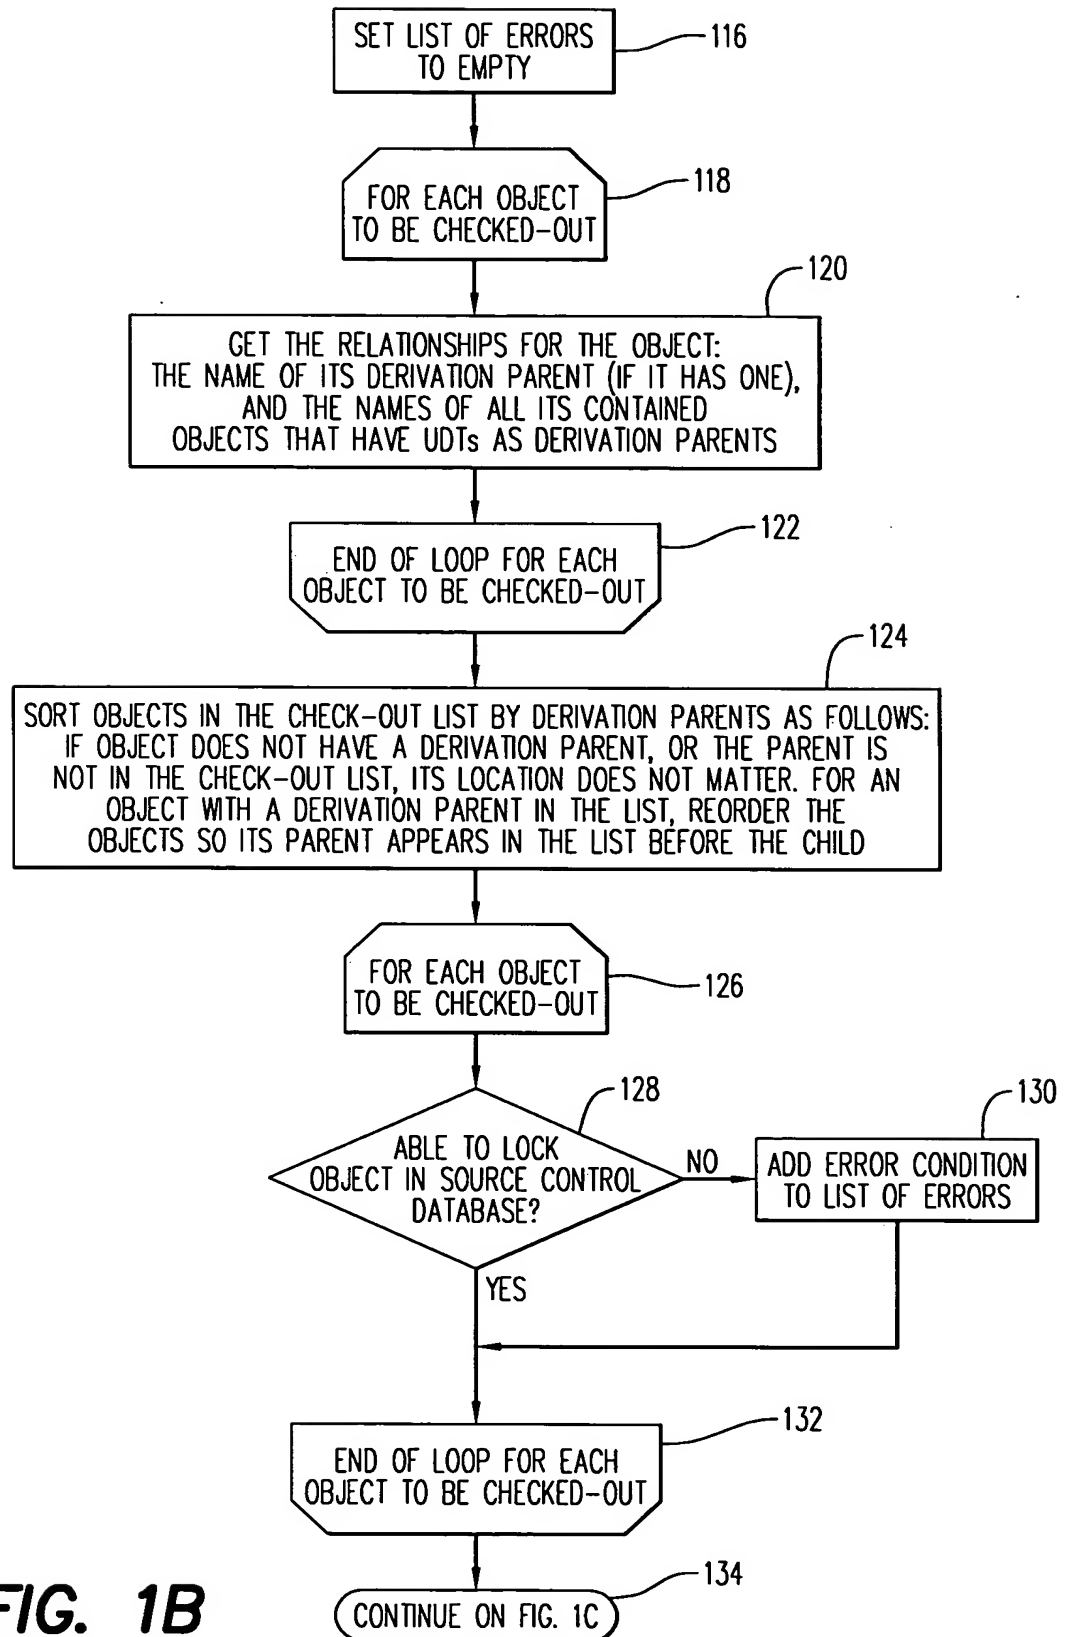 SET LIST OF ERRORS
TO EMPTY
116
FOR EACH OBJECT
TO BE CHECKED-OUT
118
120
GET THE RELATIONSHIPS FOR THE OBJECT:
THE NAME OF ITS DERIVATION PARENT (IF IT HAS ONE),
AND THE NAMES OF ALL ITS CONTAINED
OBJECTS THAT HAVE UDTs AS DERIVATION PARENTS
122
END OF LOOP FOR EACH
OBJECT TO BE CHECKED-OUT
124
SORT OBJECTS IN THE CHECK-OUT LIST BY DERIVATION PARENTS AS FOLLOWS:
IF OBJECT DOES NOT HAVE A DERIVATION PARENT, OR THE PARENT IS
NOT IN THE CHECK-OUT LIST, ITS LOCATION DOES NOT MATTER. FOR AN
OBJECT WITH A DERIVATION PARENT IN THE LIST, REORDER THE
OBJECTS SO ITS PARENT APPEARS IN THE LIST BEFORE THE CHILD
FOR EACH OBJECT
TO BE CHECKED-OUT
126
128
ABLE TO LOCK
OBJECT IN SOURCE CONTROL
DATABASE?
NO
130
ADD ERROR CONDITION
TO LIST OF ERRORS
YES
132
END OF LOOP FOR EACH
OBJECT TO BE CHECKED-OUT
134
CONTINUE ON FIG. 1C
FIG. 1B